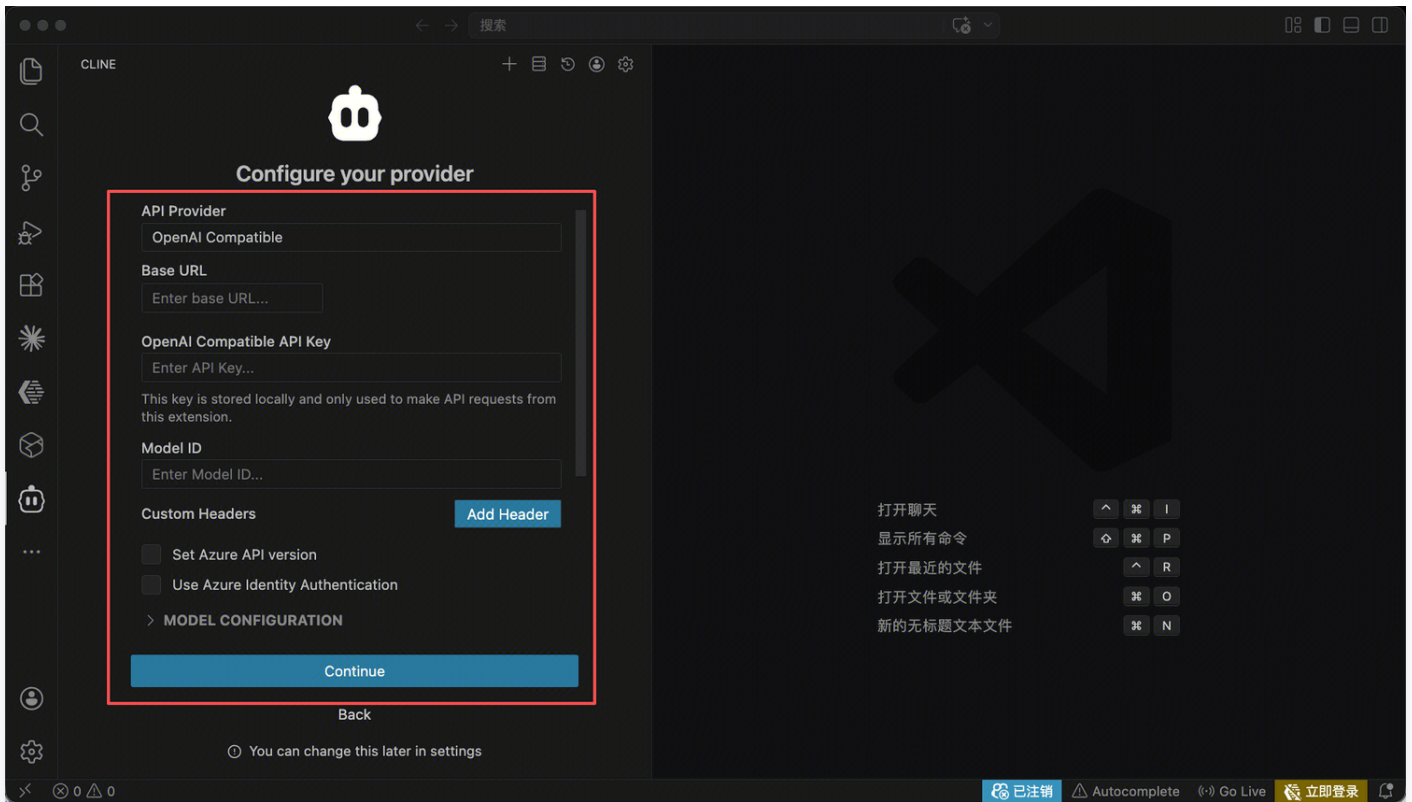 搜索
CLINE
Configure your provider
API Provider
OpenAI Compatible
Base URL
Enter base URL...
OpenAI Compatible API Key
Enter API Key...
This key is stored locally and only used to make API requests from
this extension.
Model ID
Enter Model ID...
Custom Headers
Add Header
Set Azure API version
Use Azure Identity Authentication
MODEL CONFIGURATION
Continue
Back
You can change this later in settings
打开聊天 ^ ⌘ I
显示所有命令 ⇧ ⌘ P
打开最近的文件 ^ R
打开文件或文件夹 ⌘ O
新的无标题文本文件 ⌘ N
0 0
已注销
Autocomplete
Go Live
立即登录